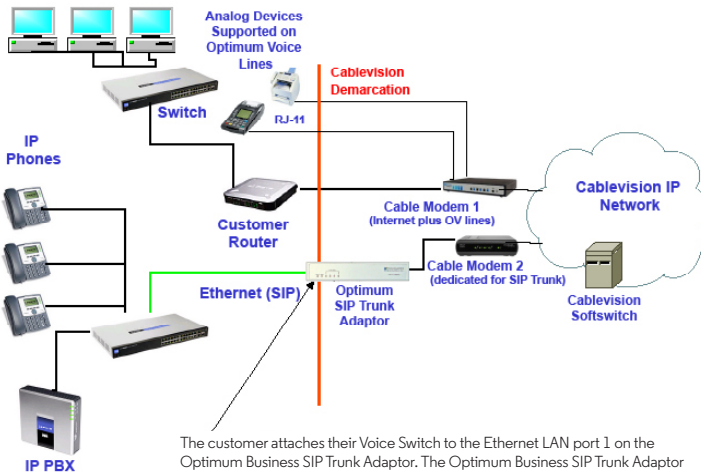 Analog Devices
Supported on
Optimum Voice
Lines
Cablevision
Demarcation
Switch
RJ-11
IP
Phones
Customer
Router
Cable Modem 1
(Internet plus OV lines)
Cablevision IP
Network
Ethernet (SIP)
Optimum
SIP Trunk
Adaptor
Cable Modem 2
(dedicated for SIP Trunk)
Cablevision
Softswitch
IP PBX
The customer attaches their Voice Switch to the Ethernet LAN port 1 on the
Optimum Business SIP Trunk Adaptor. The Optimum Business SIP Trunk Adaptor